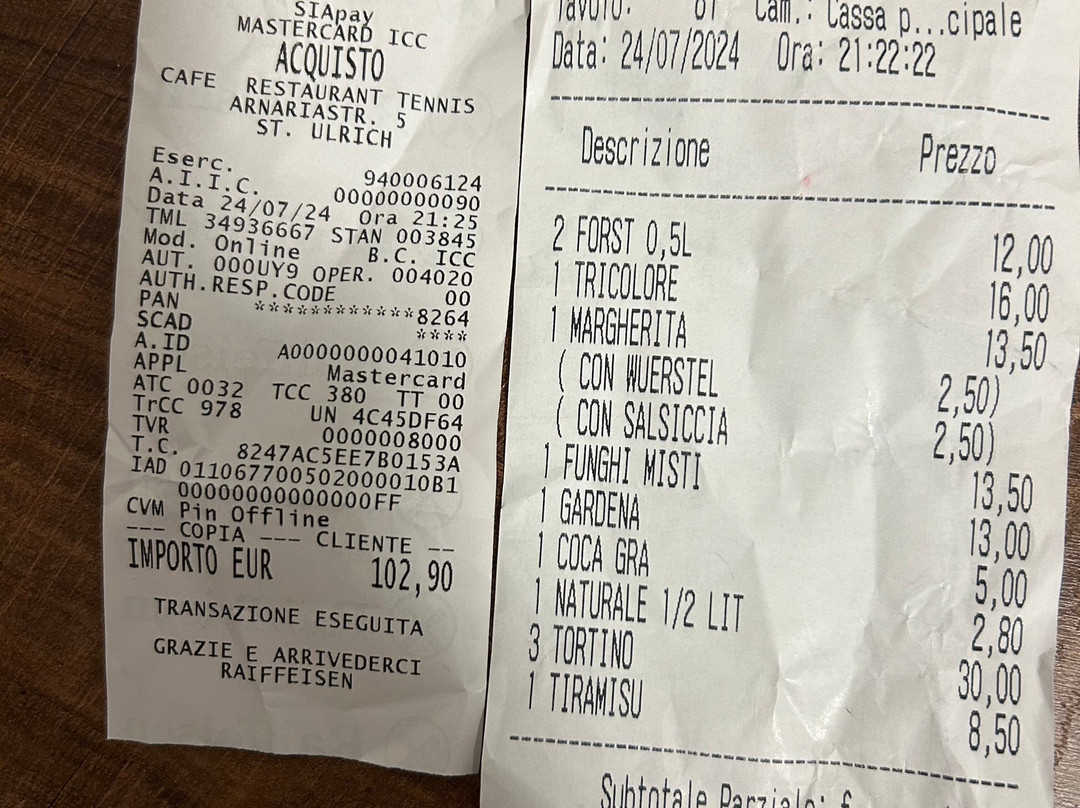 SIApay
MASTERCARD ICC
ACQUISTO
CAFE RESTAURANT TENNIS
ARNARIASTR. 5
ST. ULRICH
Eserc. 940006124
A.I.I.C. 00000000090
Data 24/07/24 Ora 21:25
TML 34936667 STAN 003845
Mod. Online B.C. ICC
AUT. 000UY9 OPER. 004020
AUTH.RESP.CODE 00
PAN ************8264
SCAD ****
A.ID A0000000041010
APPL Mastercard
ATC 0032 TCC 380 TT 00
TrCC 978 UN 4C45DF64
TVR 0000008000
T.C. 8247AC5EE7B0153A
IAD 011067700502000010B1
00000000000000FF
CVM Pin Offline
--- COPIA --- CLIENTE --
IMPORTO EUR 102,90
TRANSAZIONE ESEGUITA
GRAZIE E ARRIVEDERCI
RAIFFEISEN
Tavolo: Cam.: Cassa p...cipale
Data: 24/07/2024 Ora: 21:22:22
Descrizione Prezzo
2 FORST 0,5L 12,00
1 TRICOLORE 16,00
1 MARGHERITA 13,50
( CON WUERSTEL 2,50)
( CON SALSICCIA 2,50)
1 FUNGHI MISTI 13,50
1 GARDENA 13,00
1 COCA GRA 5,00
1 NATURALE 1/2 LIT 2,80
3 TORTINO 30,00
1 TIRAMISU 8,50
Subtotale Parziale: €